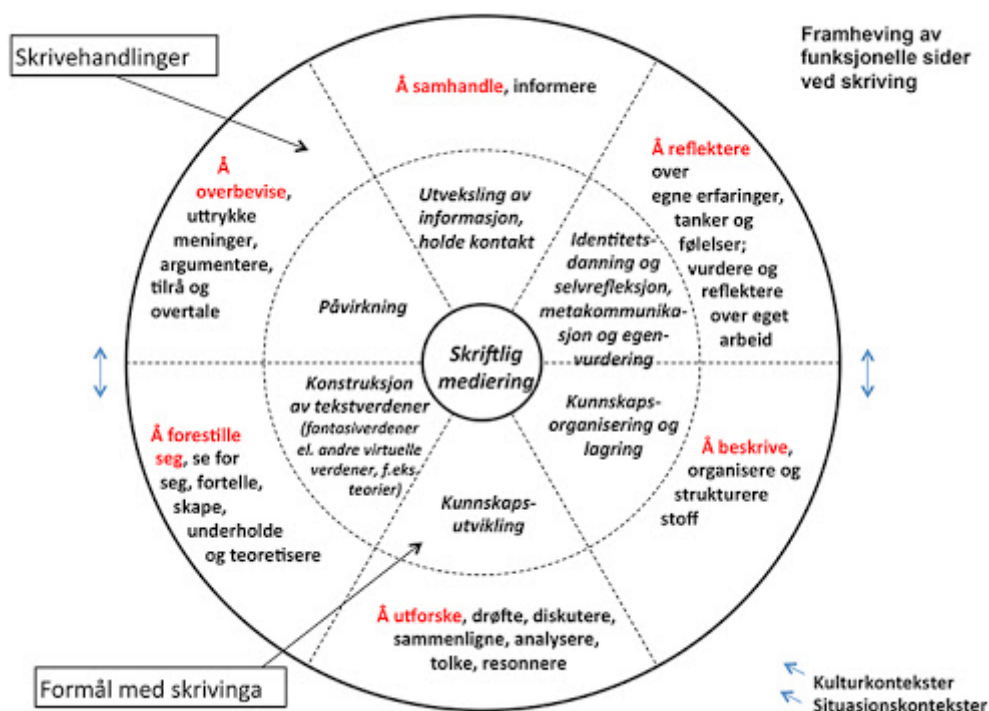 Skrivehandlinger
Framheving av
funksjonelle sider
ved skriving
Å samhandle, informere
Å reflektere
over
egne erfaringer,
tanker og
følelser;
vurdere og
reflektere
over eget
arbeid
Å
overbevise,
uttrykke
meninger,
argumentere,
tilrå og
overtale
Utveksling av
informasjon,
holde kontakt
Identitets-
danning og
selvrefleksjon,
metakommunika-
sjon og egen-
vurdering
Påvirkning
Skriftlig
mediering
Konstruksjon
av tekstverdener
(fantasiverdener
el. andre virtuelle
verdener, f.eks.
teorier)
Kunnskaps-
organisering og
lagring
Å forestille
seg, se for
seg, fortelle,
skape,
underholde
og teoretisere
Å beskrive,
organisere og
strukturere
stoff
Kunnskaps-
utvikling
Å utforske, drøfte, diskutere,
sammenligne, analysere,
tolke, resonnere
Formål med skrivinga
Kulturkontekster
Situasjonskontekster